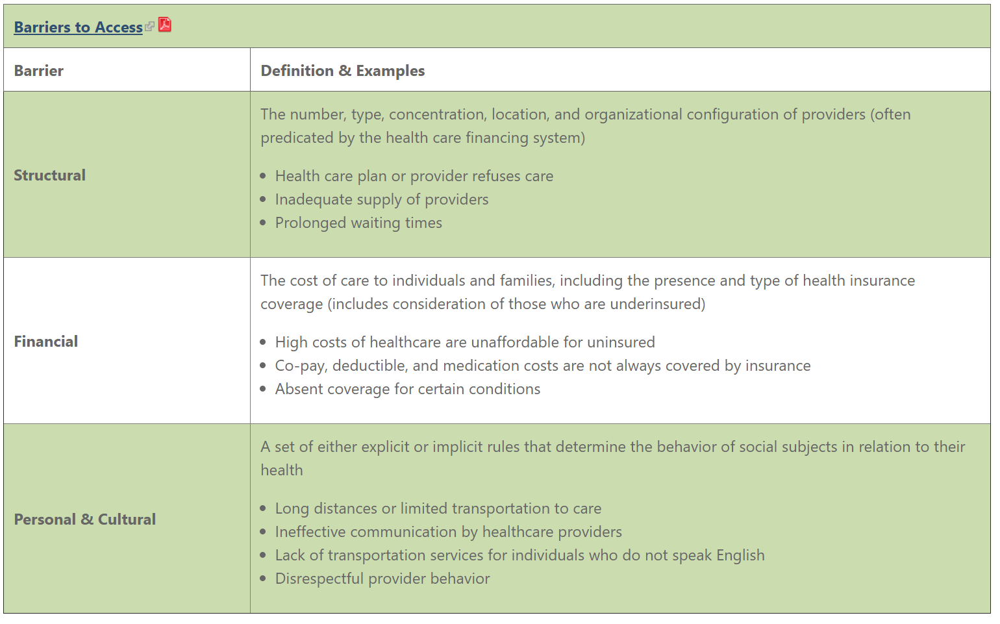 Barriers to Access
Barrier
Definition & Examples
Structural
The number, type, concentration, location, and organizational configuration of providers (often
predicated by the health care financing system)
• Health care plan or provider refuses care
• Inadequate supply of providers
• Prolonged waiting times
Financial
The cost of care to individuals and families, including the presence and type of health insurance
coverage (includes consideration of those who are underinsured)
• High costs of healthcare are unaffordable for uninsured
• Co-pay, deductible, and medication costs are not always covered by insurance
• Absent coverage for certain conditions
Personal & Cultural
A set of either explicit or implicit rules that determine the behavior of social subjects in relation to their
health
• Long distances or limited transportation to care
• Ineffective communication by healthcare providers
• Lack of transportation services for individuals who do not speak English
• Disrespectful provider behavior